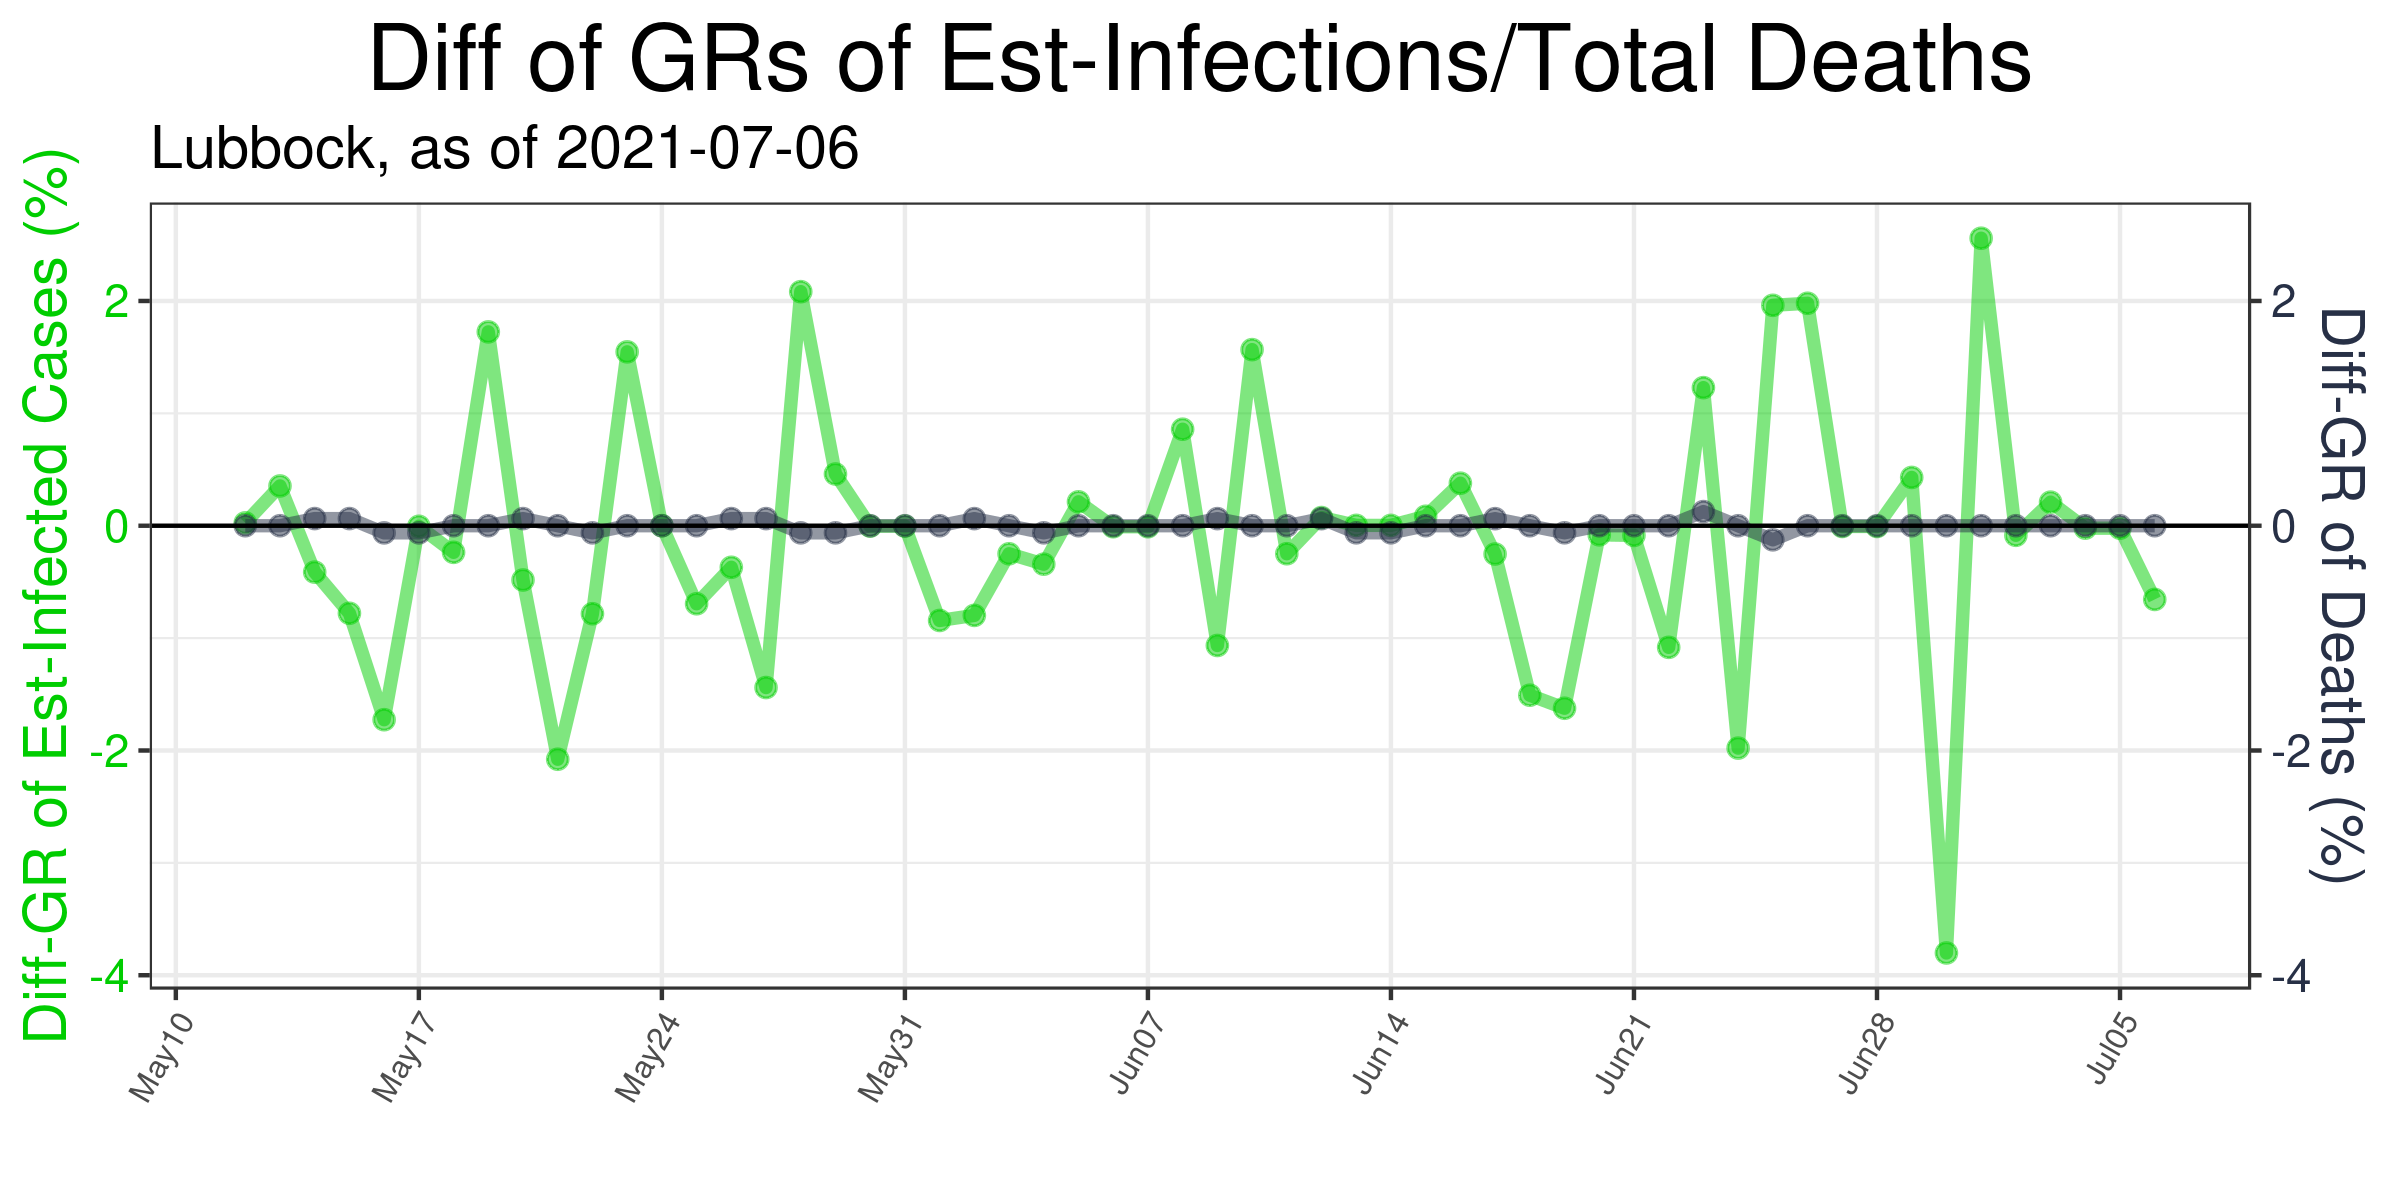 Diff of GRs of Est-Infections/Total Deaths
Lubbock, as of 2021-07-06
Diff-GR of Est-Infected Cases (%)
2
0
-2
-4
2
0
-2
-4
Diff-GR of Deaths (%)
May10
May17
May24
May31
Jun07
Jun14
Jun21
Jun28
Jul05